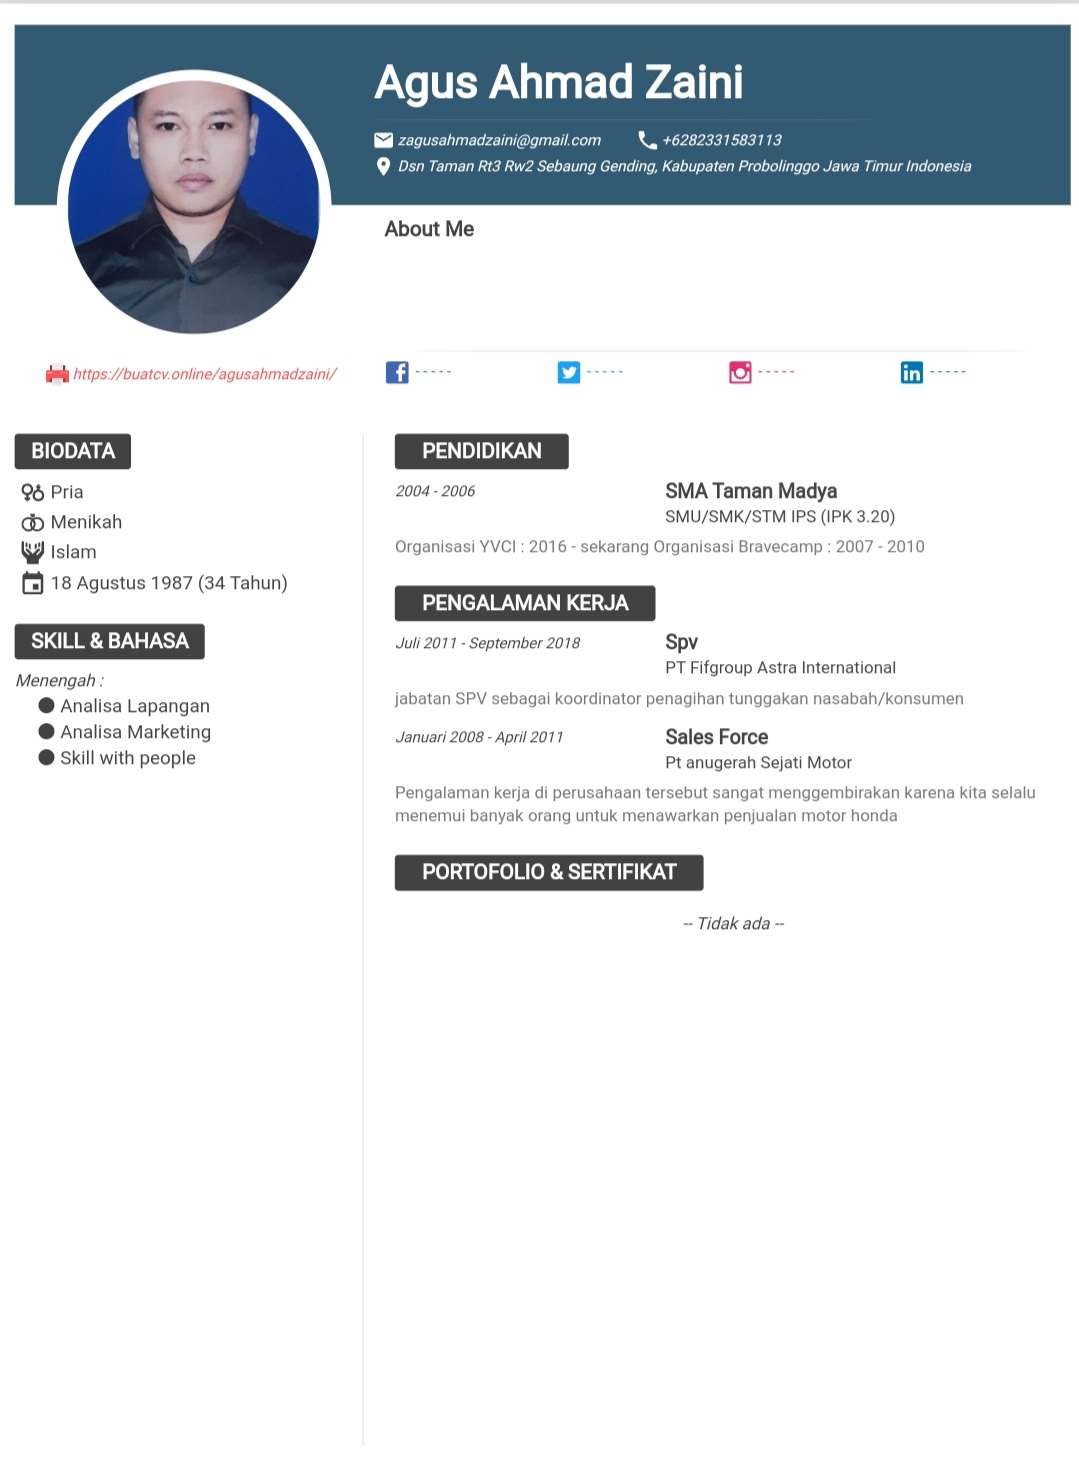 Agus Ahmad Zaini
zagusahmadzaini@gmail.com +6282331583113
Dsn Taman Rt3 Rw2 Sebaung Gending, Kabupaten Probolinggo Jawa Timur Indonesia
About Me
https://buatcv.online/agusahmadzaini/
- - - - - - - - - - - - - - - - - - - -
BIODATA
Pria
Menikah
Islam
18 Agustus 1987 (34 Tahun)
SKILL & BAHASA
Menengah :
Analisa Lapangan
Analisa Marketing
Skill with people
PENDIDIKAN
2004 - 2006 SMA Taman Madya
SMU/SMK/STM IPS (IPK 3.20)
Organisasi YVCI : 2016 - sekarang Organisasi Bravecamp : 2007 - 2010
PENGALAMAN KERJA
Juli 2011 - September 2018 Spv
PT Fifgroup Astra International
jabatan SPV sebagai koordinator penagihan tunggakan nasabah/konsumen
Januari 2008 - April 2011 Sales Force
Pt anugerah Sejati Motor
Pengalaman kerja di perusahaan tersebut sangat menggembirakan karena kita selalu
menemui banyak orang untuk menawarkan penjualan motor honda
PORTOFOLIO & SERTIFIKAT
-- Tidak ada --